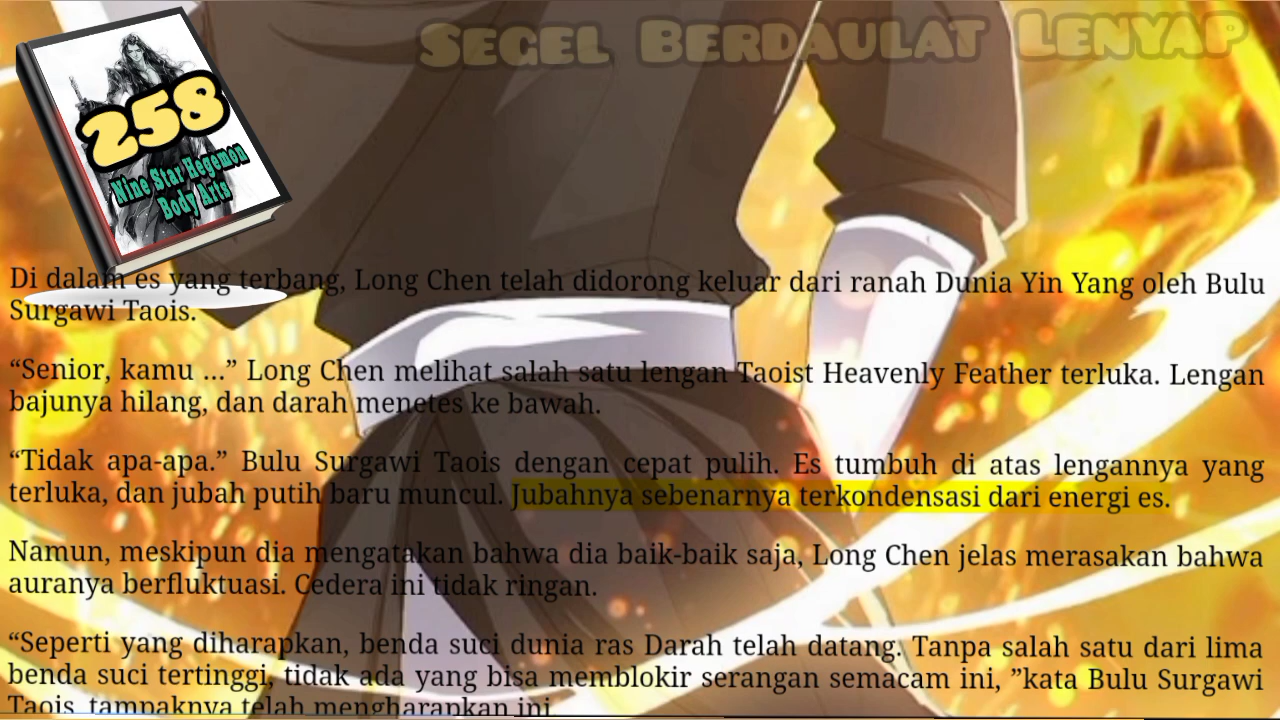 Segel Berdaulat Lenyap
258
Nine Star Hegemon
Body Arts
Di dalam es yang terbang, Long Chen telah didorong keluar dari ranah Dunia Yin Yang oleh Bulu
Surgawi Taois.
“Senior, kamu ...” Long Chen melihat salah satu lengan Taoist Heavenly Feather terluka. Lengan
bajunya hilang, dan darah menetes ke bawah.
“Tidak apa-apa.” Bulu Surgawi Taois dengan cepat pulih. Es tumbuh di atas lengannya yang
terluka, dan jubah putih baru muncul. Jubahnya sebenarnya terkondensasi dari energi es.
Namun, meskipun dia mengatakan bahwa dia baik-baik saja, Long Chen jelas merasakan bahwa
auranya berfluktuasi. Cedera ini tidak ringan.
“Seperti yang diharapkan, benda suci dunia ras Darah telah datang. Tanpa salah satu dari lima
benda suci tertinggi, tidak ada yang bisa memblokir serangan semacam ini, ”kata Bulu Surgawi
Taois, tampaknya telah mengharapkan ini.